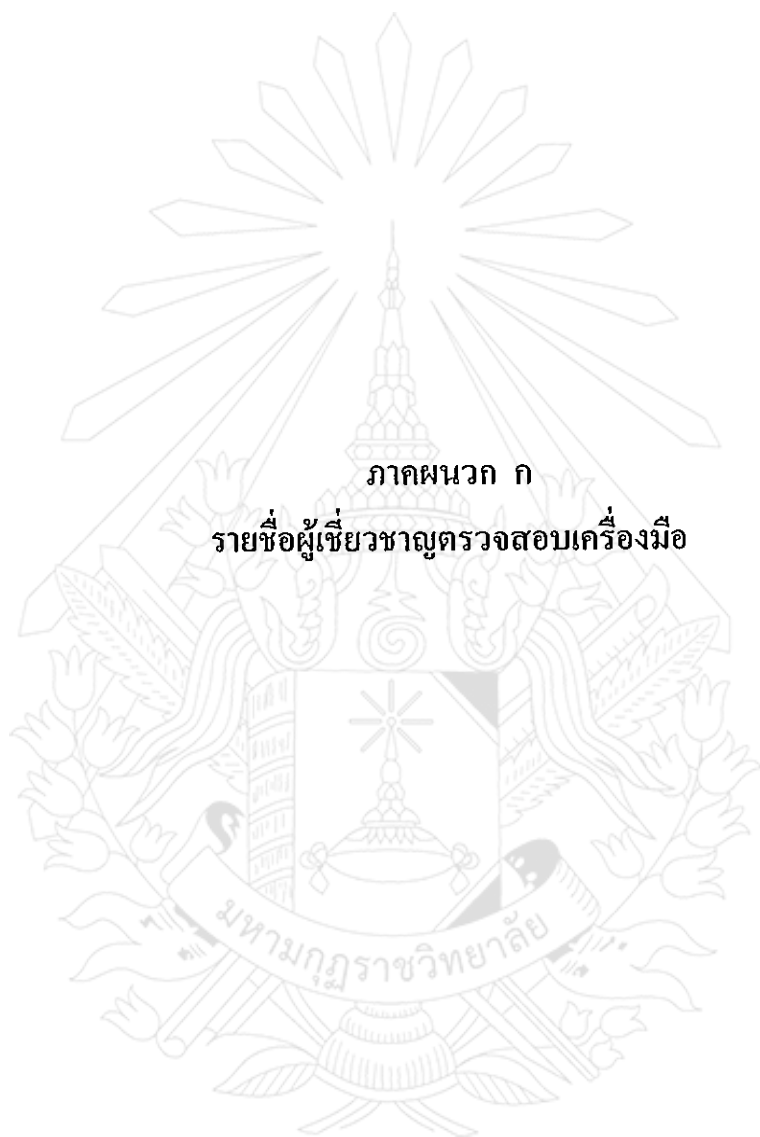 ภาคผนวก ก
รายชื่อผู้เชี่ยวชาญตรวจสอบเครื่องมือ
มหามกุฏราชวิทยาลัย